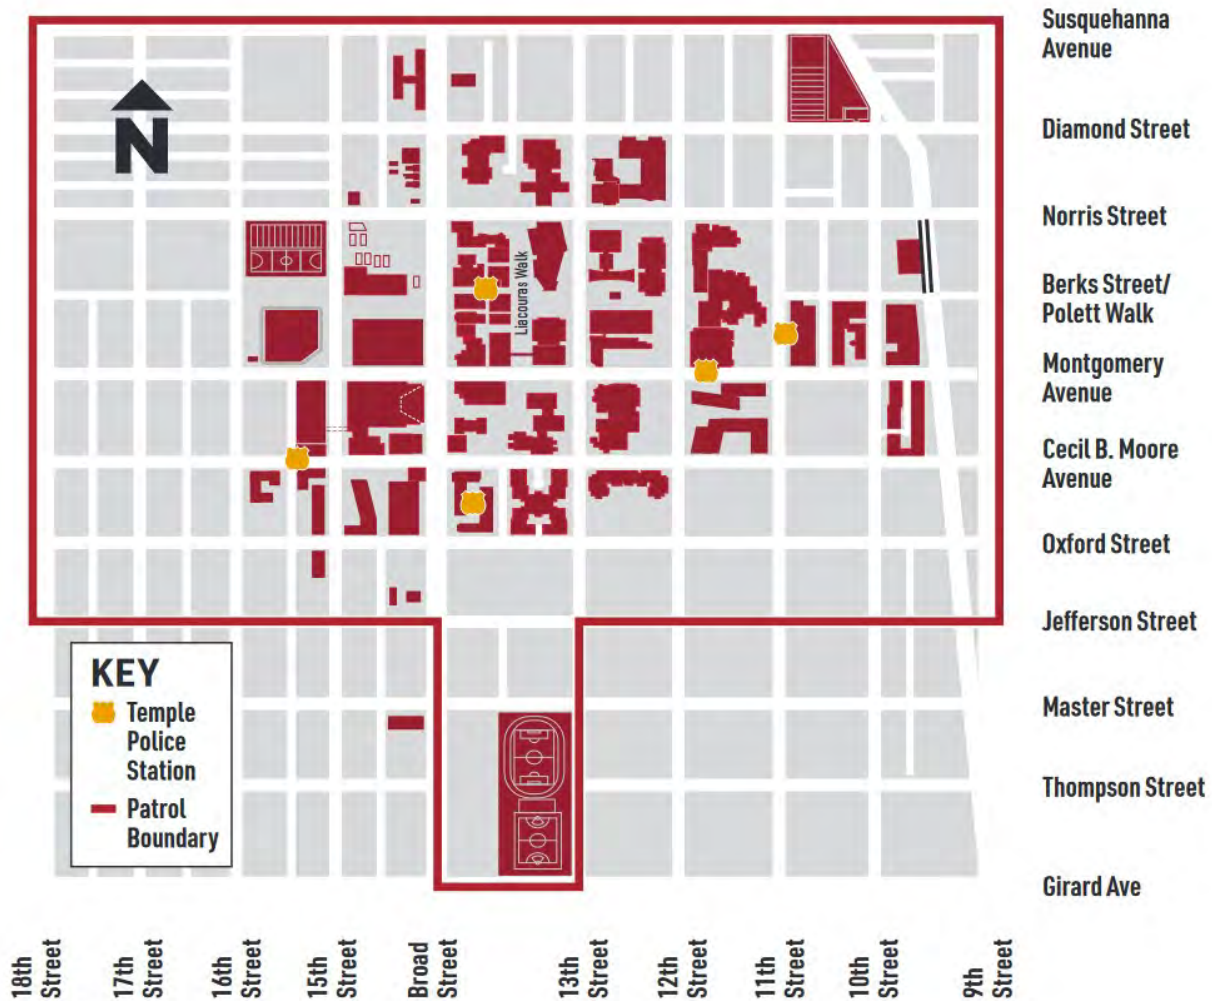 Susquehanna
Avenue
N
Diamond Street
Norris Street
Berks Street/
Polett Walk
Liacouras Walk
Montgomery
Avenue
Cecil B. Moore
Avenue
Oxford Street
Jefferson Street
KEY
Temple
Police
Station
Patrol
Boundary
Master Street
Thompson Street
Girard Ave
18th
Street
17th
Street
16th
Street
15th
Street
Broad
Street
13th
Street
12th
Street
11th
Street
10th
Street
9th
Street